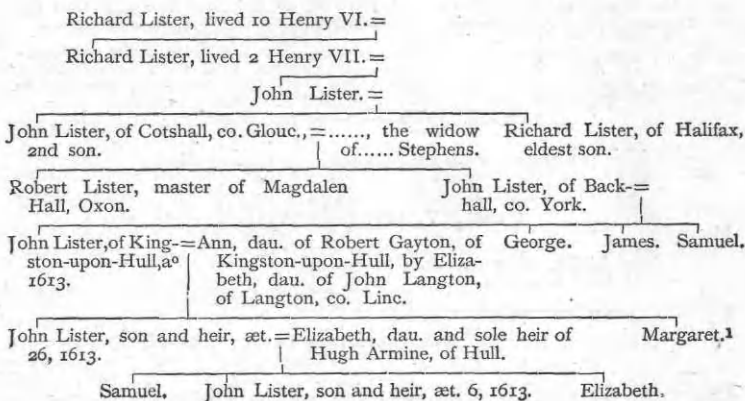 Richard Lister, lived 10 Henry VI. =
Richard Lister, lived 2 Henry VII. =
John Lister. =
John Lister, of Cotshall, co. Glouc., = ......, the widow Richard Lister, of Halifax,
2nd son. of...... Stephens. eldest son.
Robert Lister, master of Magdalen John Lister, of Back- =
Hall, Oxon. hall, co. York.
John Lister, of King- = Ann, dau. of Robert Gayton, of George. James. Samuel.
ston-upon-Hull, aº Kingston-upon-Hull, by Eliza-
1613. beth, dau. of John Langton,
of Langton, co. Linc.
John Lister, son and heir, æt. = Elizabeth, dau. and sole heir of Margaret.¹
26, 1613. Hugh Armine, of Hull.
Samuel. John Lister, son and heir, æt. 6, 1613. Elizabeth.